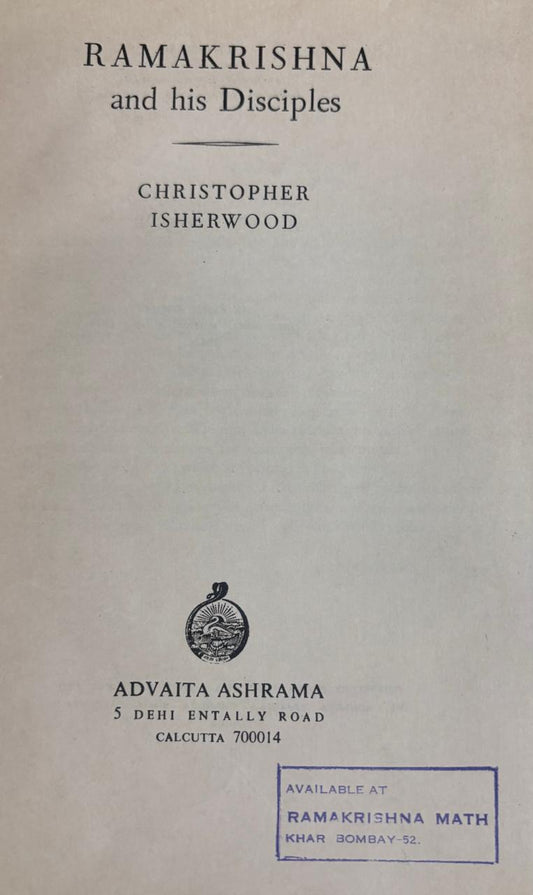 RAMAKRISHNA
and his Disciples
CHRISTOPHER
ISHERWOOD
ADVAITA ASHRAMA
5 DEHI ENTALLY ROAD
CALCUTTA 700014
AVAILABLE AT
RAMAKRISHNA MATH
KHAR BOMBAY-52.